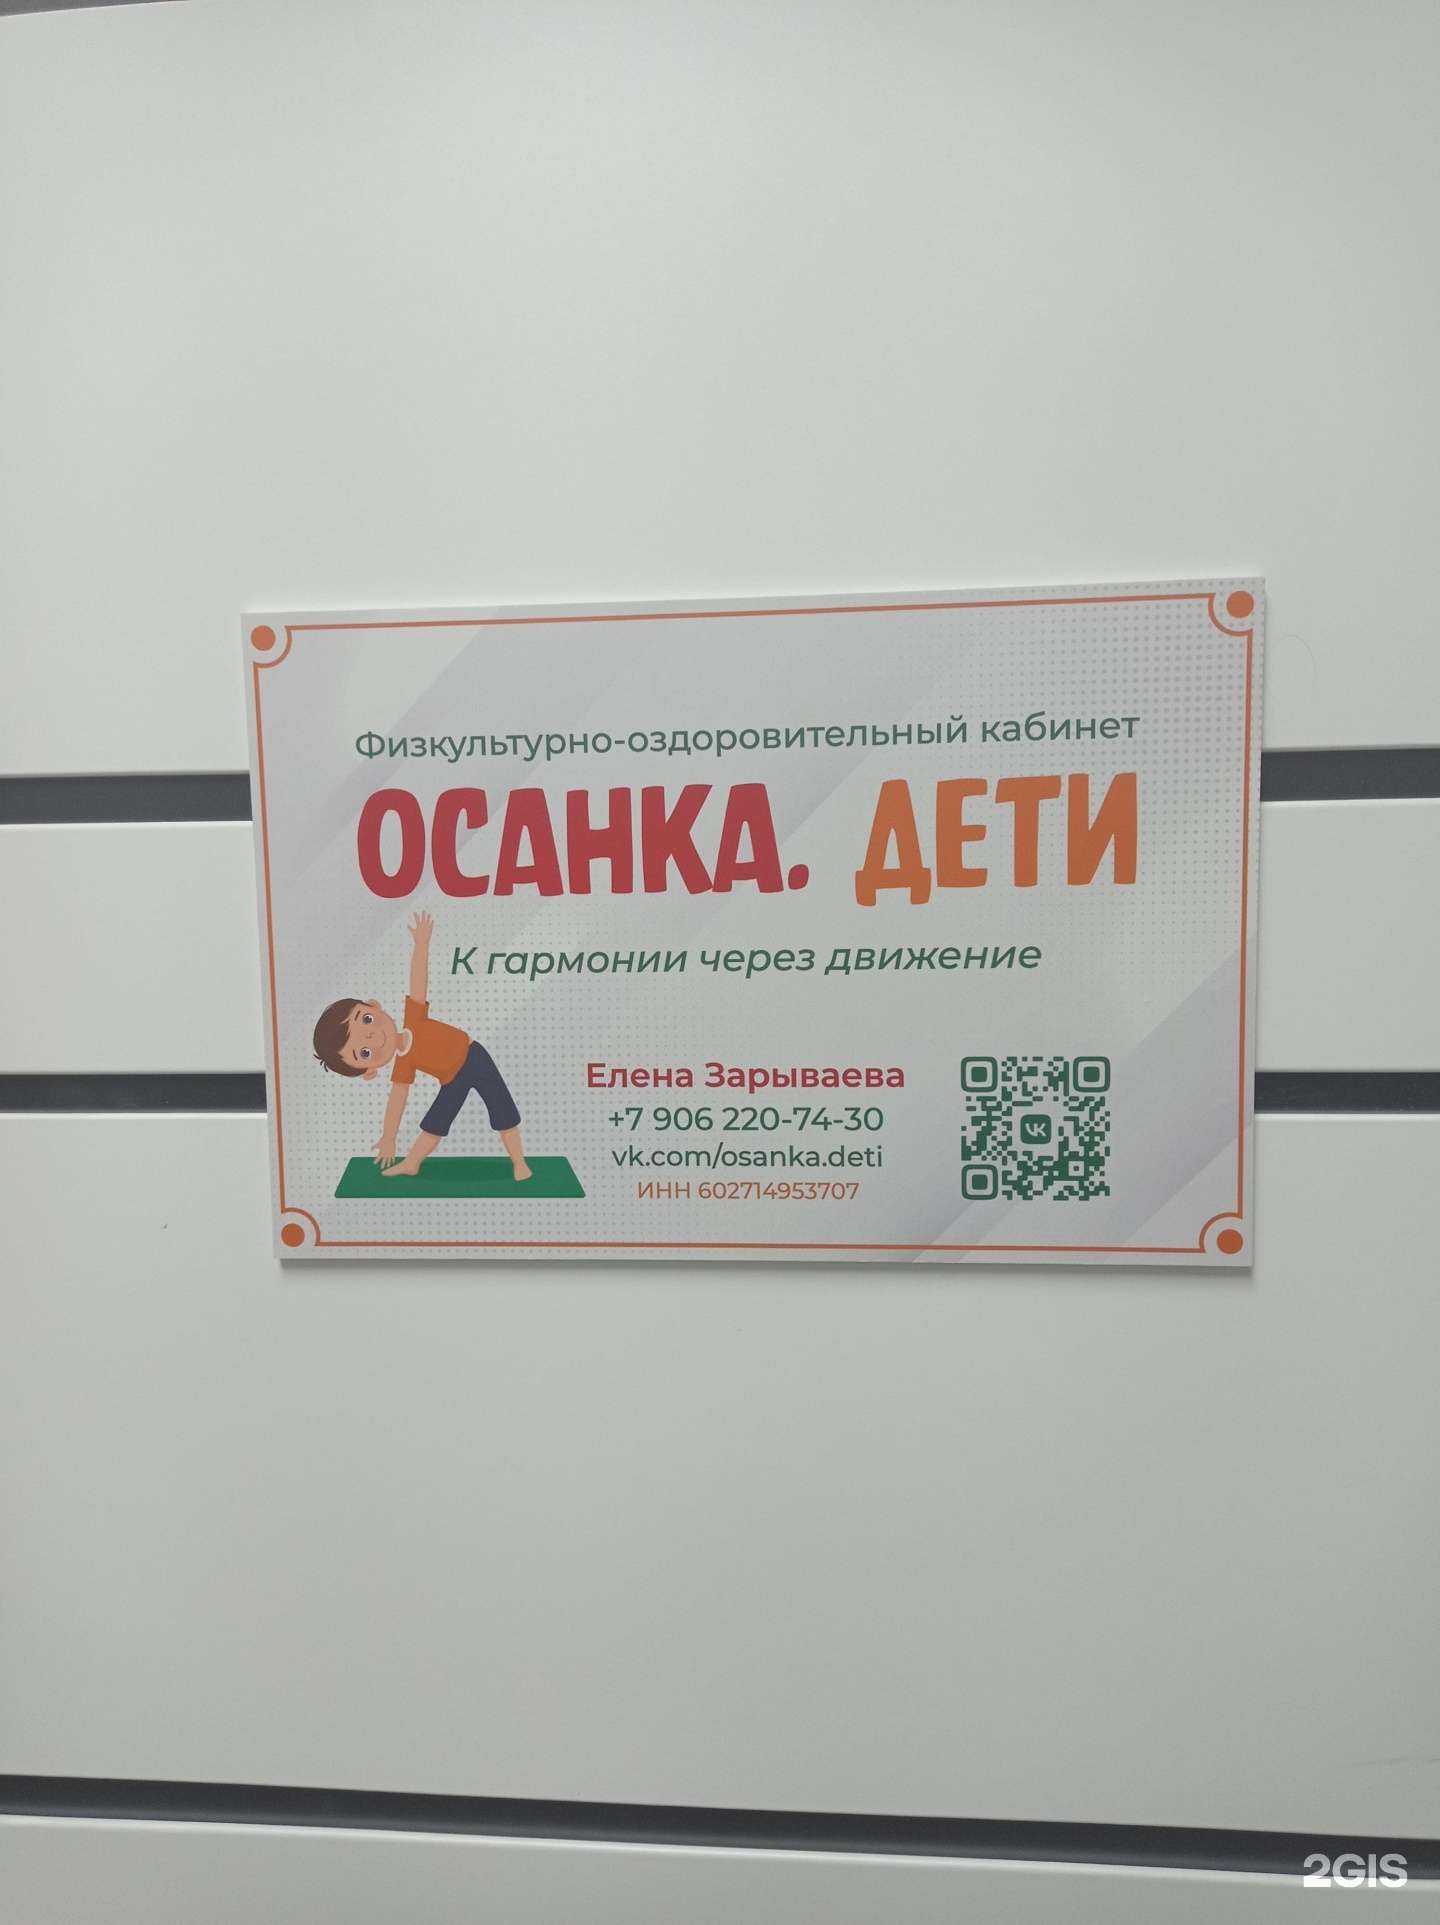 Физкультурно-оздоровительный кабинет
ОСАНКА. ДЕТИ
К гармонии через движение
Елена Зарываева
+7 906 220-74-30
vk.com/osanka.deti
ИНН 602714953707
VK
2GIS